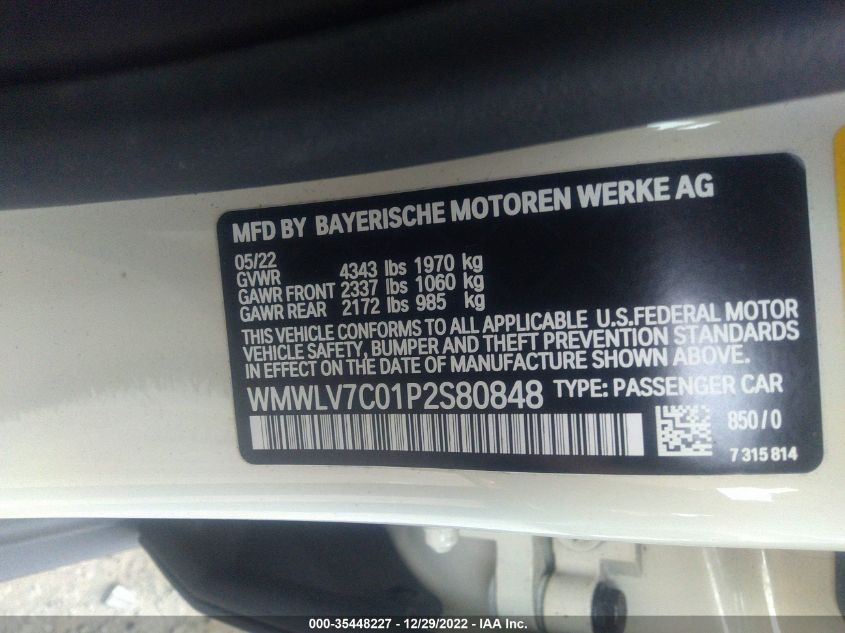 MFD BY BAYERISCHE MOTOREN WERKE AG
05/22
GVWR 4343 lbs 1970 kg
GAWR FRONT 2337 lbs 1060 kg
GAWR REAR 2172 lbs 985 kg
THIS VEHICLE CONFORMS TO ALL APPLICABLE U.S.FEDERAL MOTOR
VEHICLE SAFETY, BUMPER AND THEFT PREVENTION STANDARDS
IN EFFECT ON THE DATE OF MANUFACTURE SHOWN ABOVE.
WMWLV7C01P2S80848 TYPE: PASSENGER CAR
850/0
7 315 814
000-35448227 - 12/29/2022 - IAA Inc.